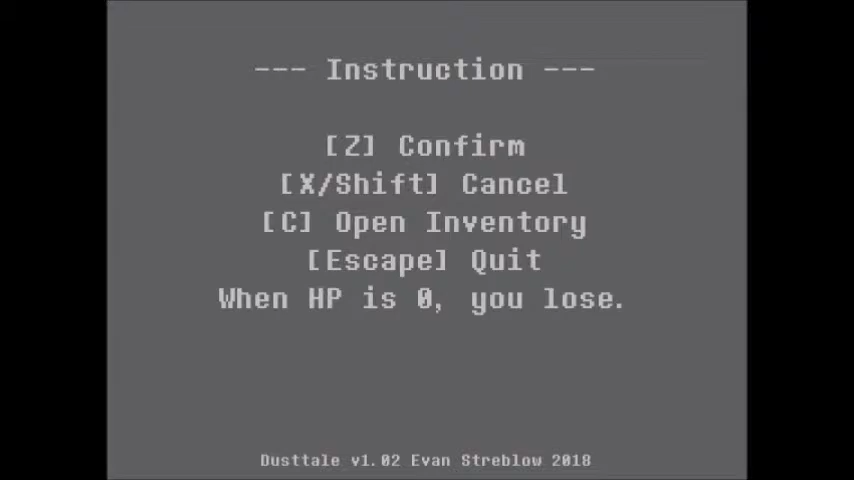 --- Instruction ---
[Z] Confirm
[X/Shift] Cancel
[C] Open Inventory
[Escape] Quit
When HP is 0, you lose.
Dusttale v1.02 Evan Streblow 2018